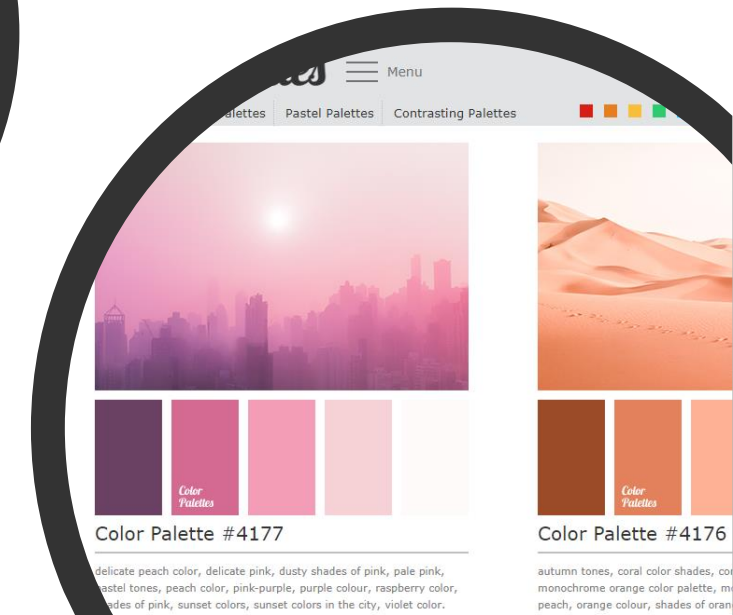 Menu
Pastel Palettes
Contrasting Palettes
Color
Palettes
Color
Palettes
Color Palette #4177
Color Palette #4176
delicate peach color, delicate pink, dusty shades of pink, pale pink,
tones, peach color, pink-purple, purple colour, raspberry color,
of pink, sunset colors, sunset colors in the city, violet color.
autumn tones, coral color shades,
monochrome orange color palette,
peach, orange colour, shades of